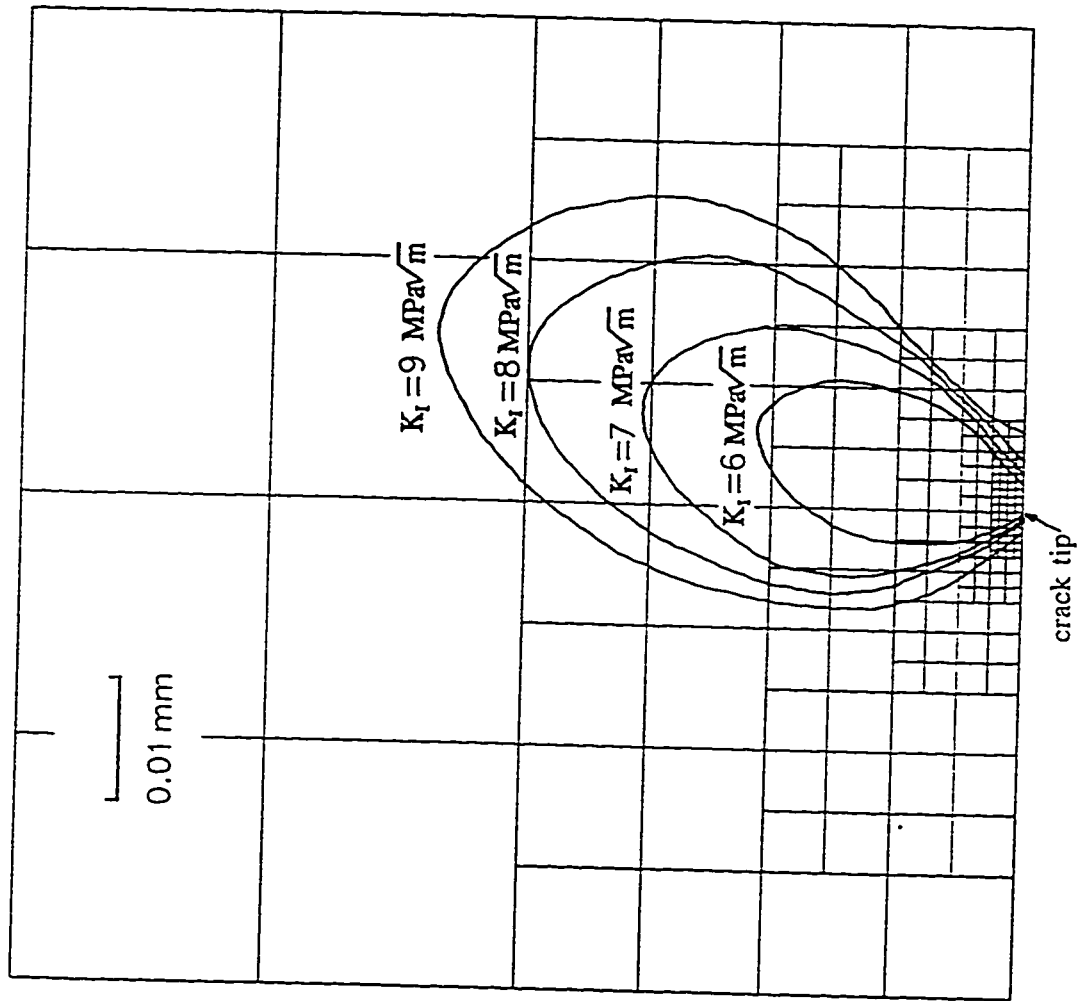 K_I=9 MPa√m
K_I=8 MPa√m
K_I=7 MPa√m
K_I=6 MPa√m
0.01 mm
crack tip